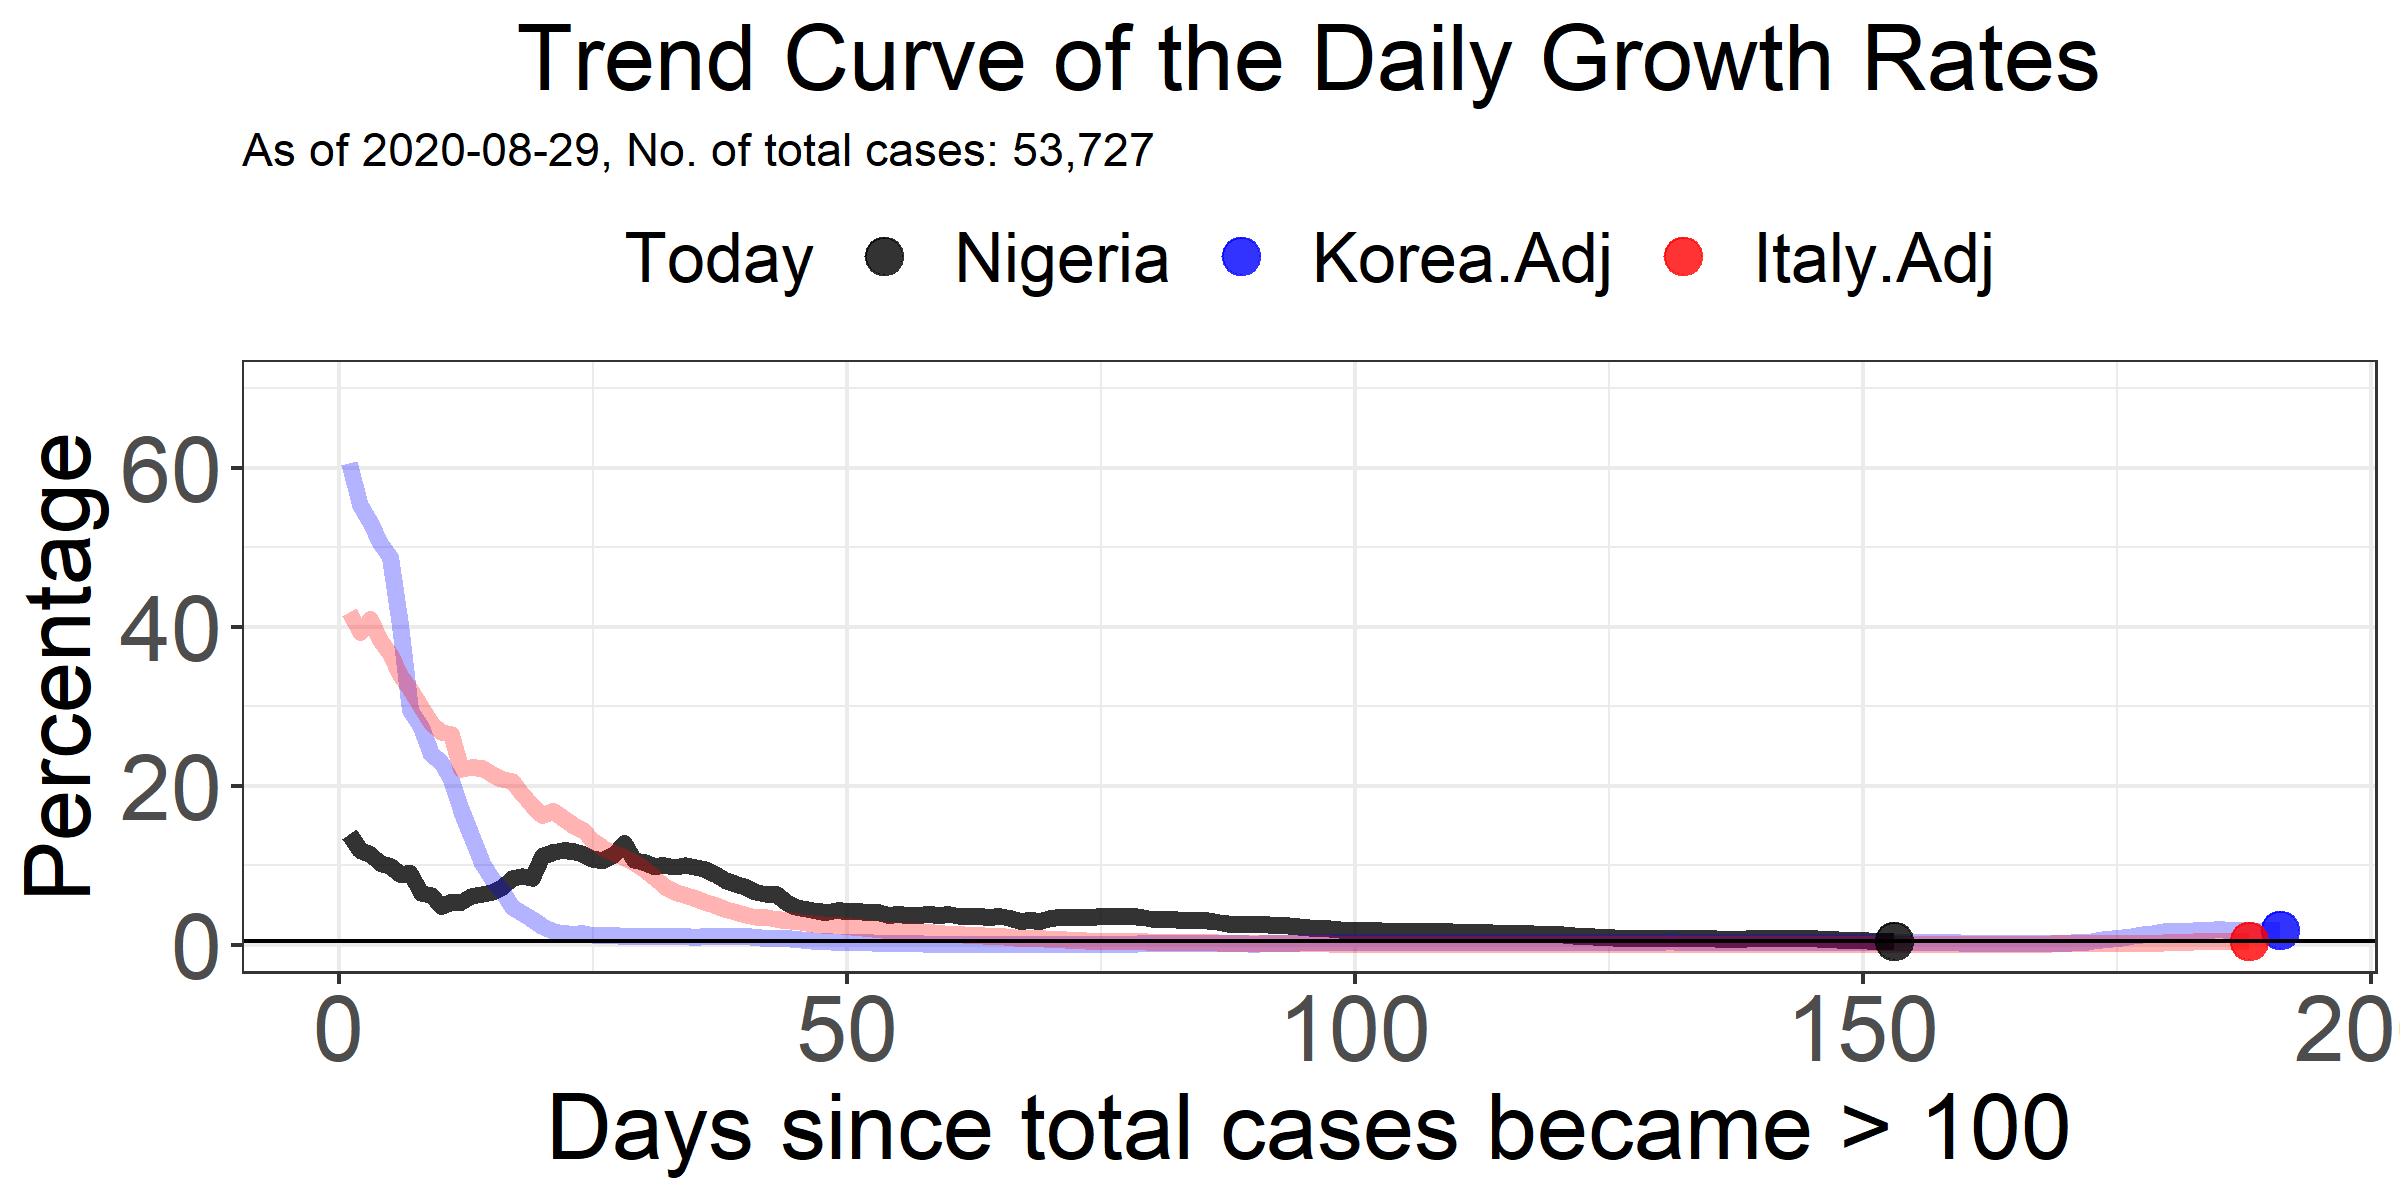 Trend Curve of the Daily Growth Rates
As of 2020-08-29, No. of total cases: 53,727
Today Nigeria Korea.Adj Italy.Adj
Percentage
60
40
20
0
0 50 100 150 20
Days since total cases became > 100